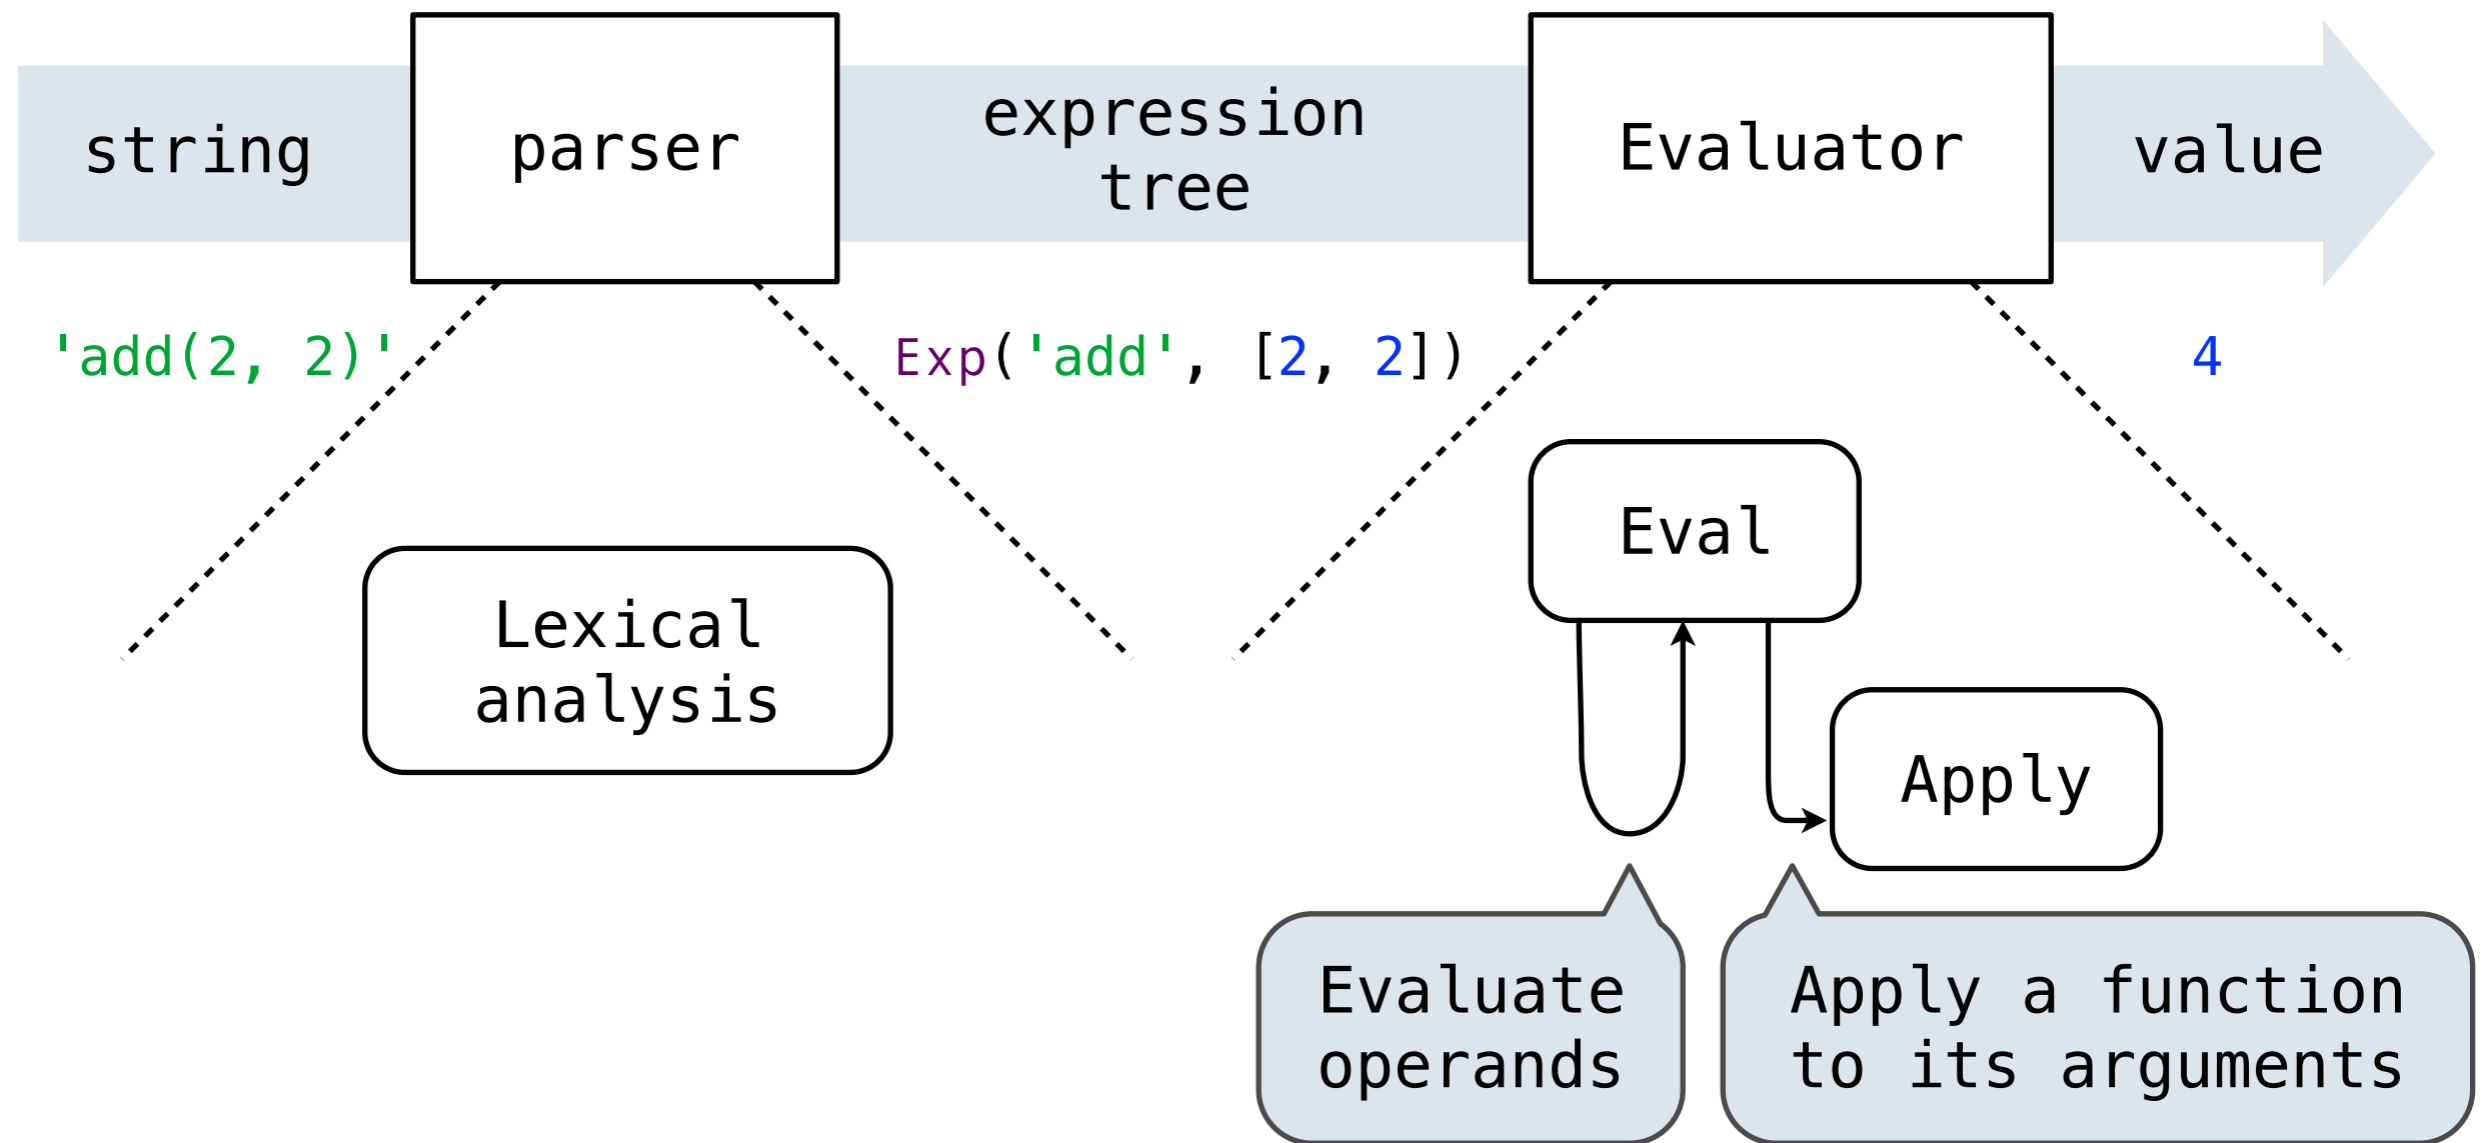 string
parser
expression
tree
Evaluator
value
'add(2, 2)'
Exp('add', [2, 2])
4
Lexical
analysis
Eval
Apply
Evaluate
operands
Apply a function
to its arguments